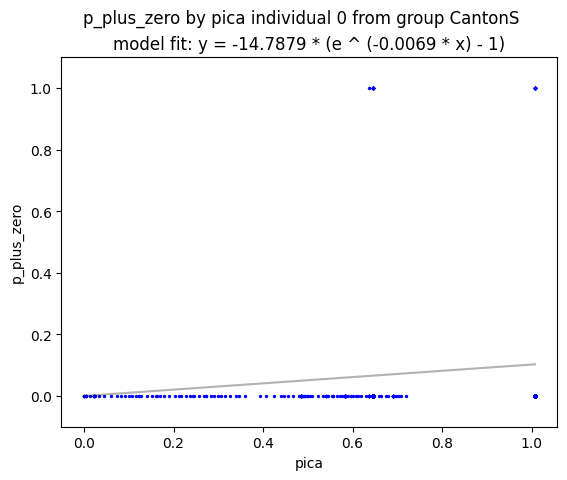 p_plus_zero by pica individual 0 from group CantonS
model fit: y = -14.7879 * (e ^ (-0.0069 * x) - 1)
1.0
0.8
0.6
0.4
0.2
0.0
p_plus_zero
0.0 0.2 0.4 0.6 0.8 1.0
pica